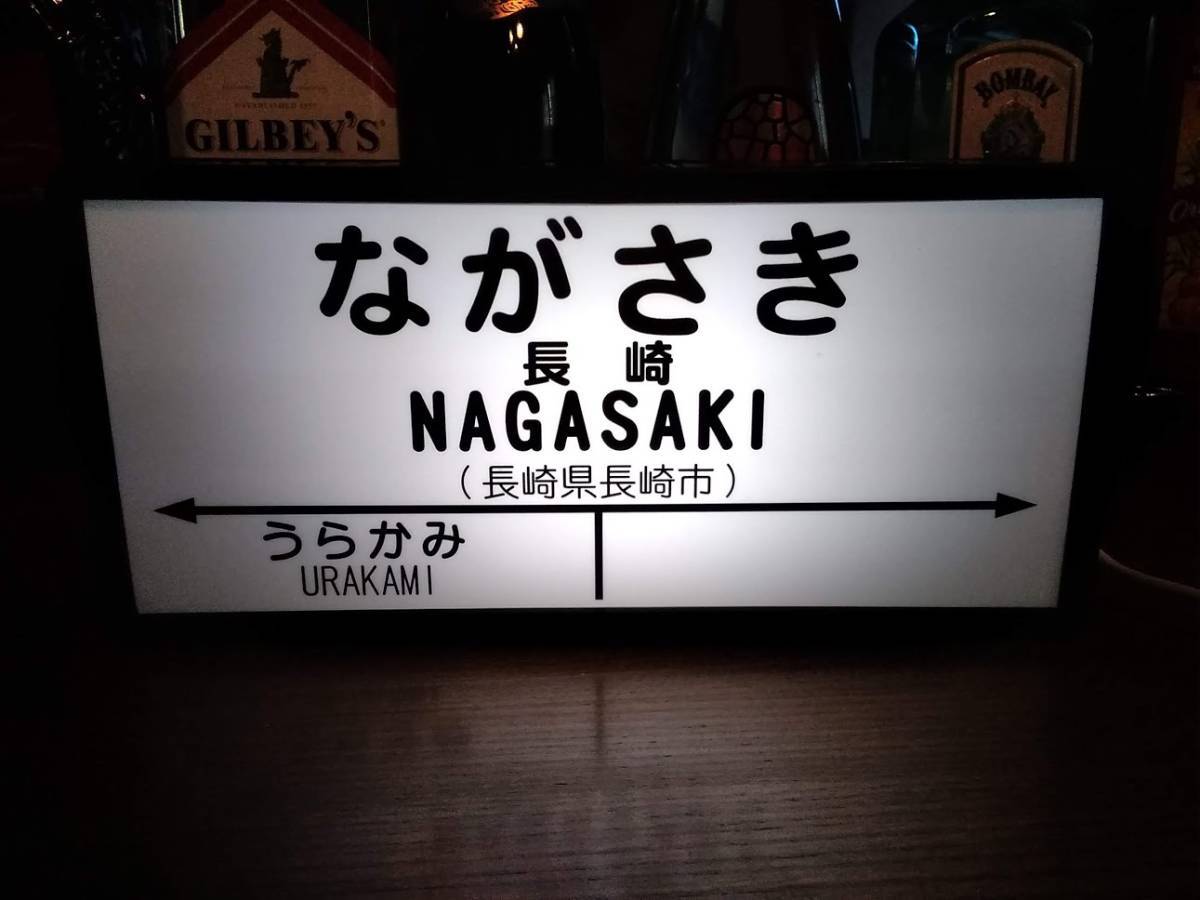 GILBEY'S
BOMBAY
ながさき
長崎
NAGASAKI
（長崎県長崎市）
うらかみ
URAKAMI